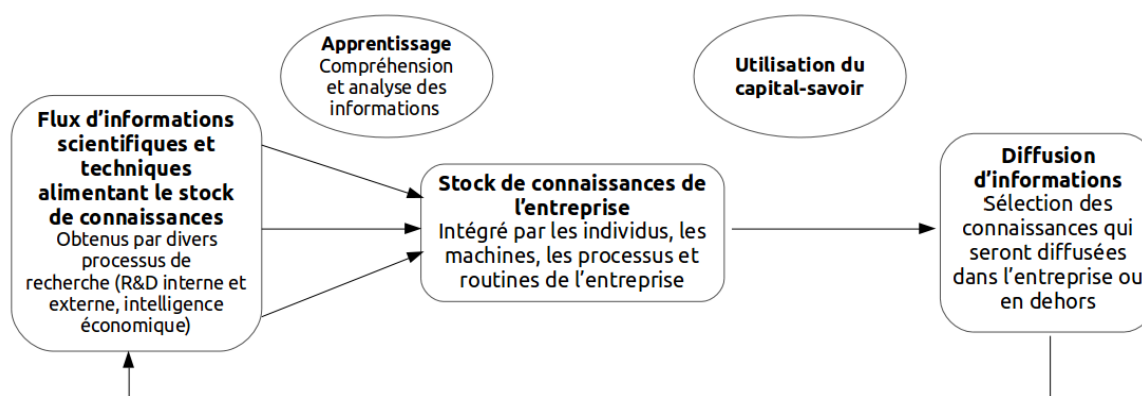 Apprentissage
Compréhension
et analyse des
informations
Utilisation du
capital-savoir
Flux d'informations
scientifiques et
techniques
alimentant le stock
de connaissances
Obtenus par divers
processus de
recherche (R&D interne et
externe, intelligence
économique)
Stock de connaissances de
l'entreprise
Intégré par les individus, les
machines, les processus et
routines de l'entreprise
Diffusion
d'informations
Sélection des
connaissances qui
seront diffusées
dans l'entreprise ou
en dehors